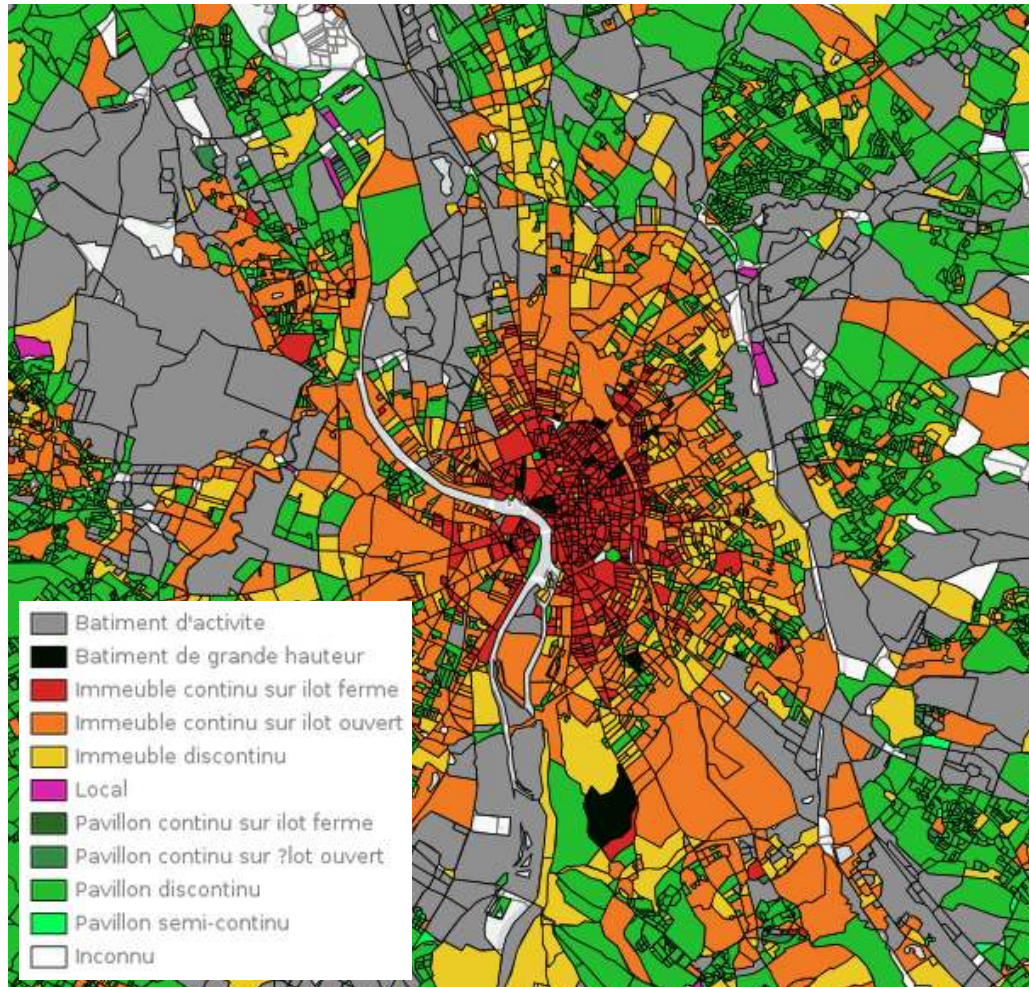 Batiment d'activite
Batiment de grande hauteur
Immeuble continu sur ilot ferme
Immeuble continu sur ilot ouvert
Immeuble discontinu
Local
Pavillon continu sur ilot ferme
Pavillon continu sur ?lot ouvert
Pavillon discontinu
Pavillon semi-continu
Inconnu